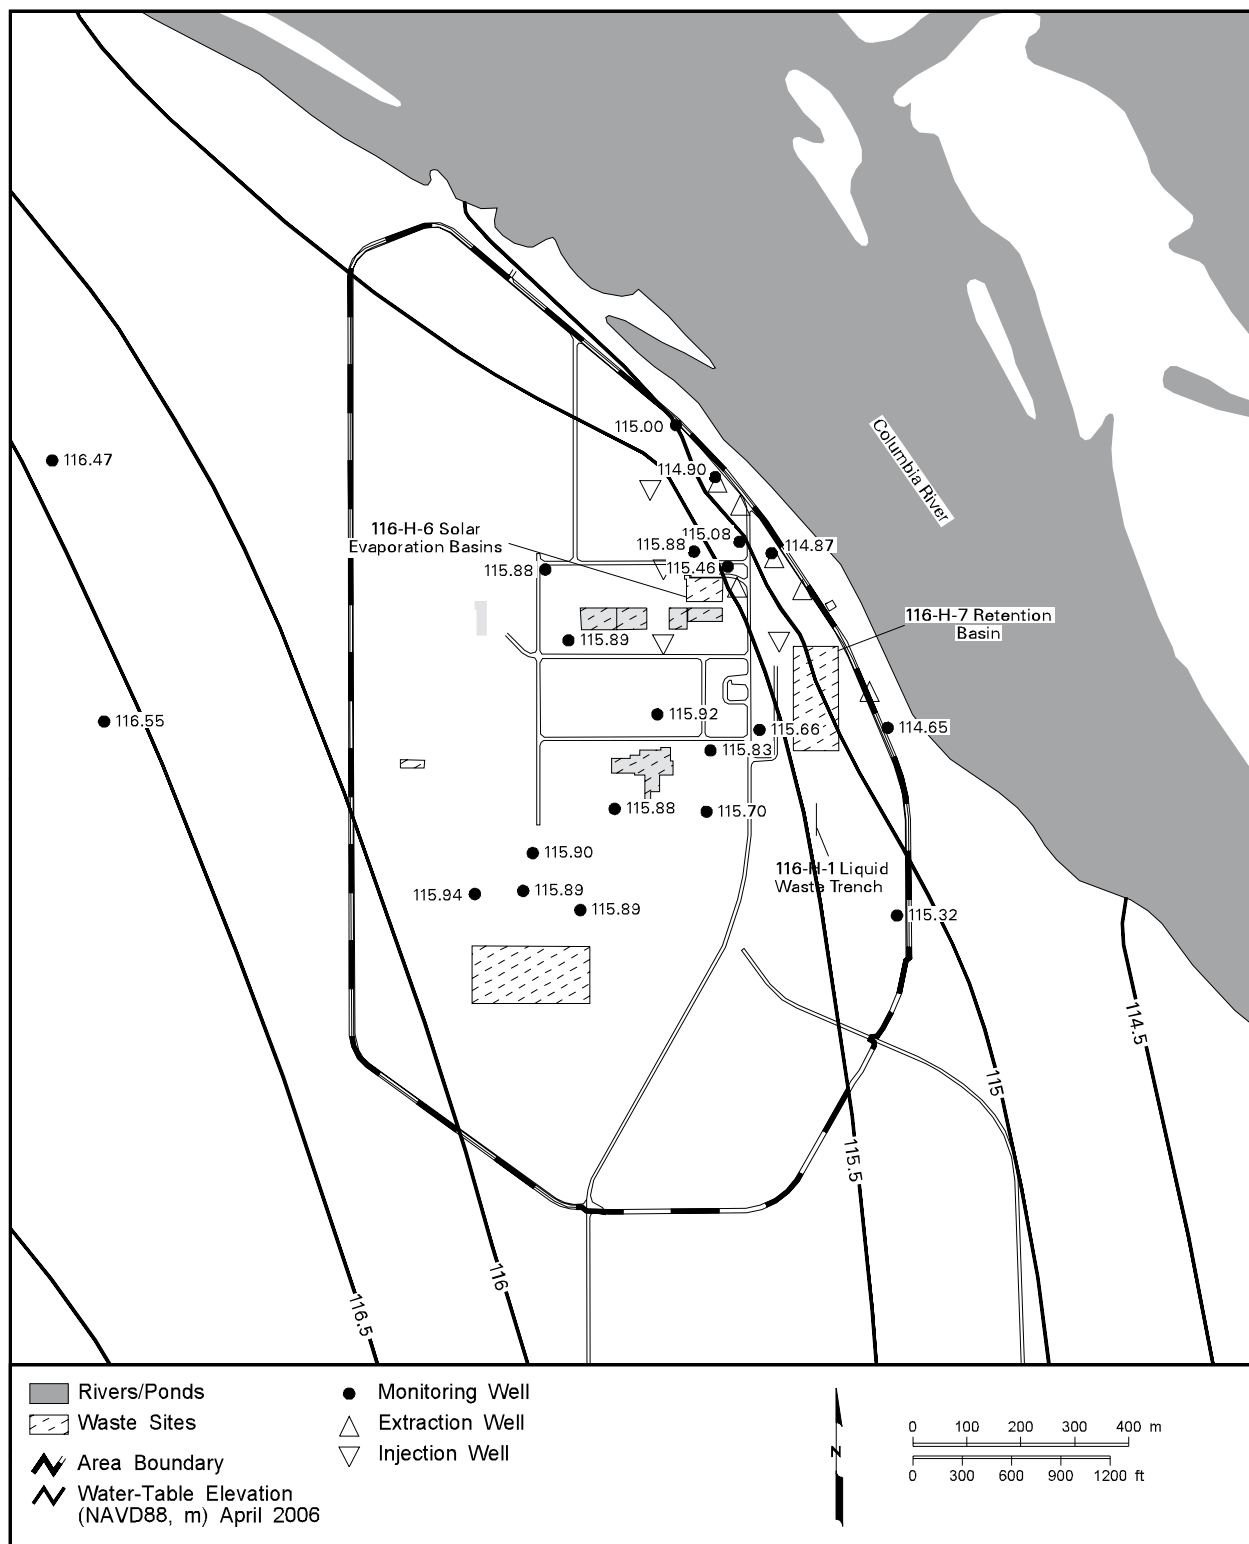 115.00
116.47
114.90
Columbia River
116-H-6 Solar
Evaporation Basins
115.08
115.88
114.87
115.46
115.88
116-H-7 Retention
Basin
115.89
116.55
115.92
115.66
114.65
115.83
115.88
115.70
115.90
116-H-1 Liquid
Waste Trench
115.94
115.89
115.89
115.32
114.5
115
115.5
116
116.5
Rivers/Ponds
Waste Sites
Area Boundary
Water-Table Elevation
(NAVD88, m) April 2006
Monitoring Well
Extraction Well
Injection Well
N
0 100 200 300 400 m
0 300 600 900 1200 ft